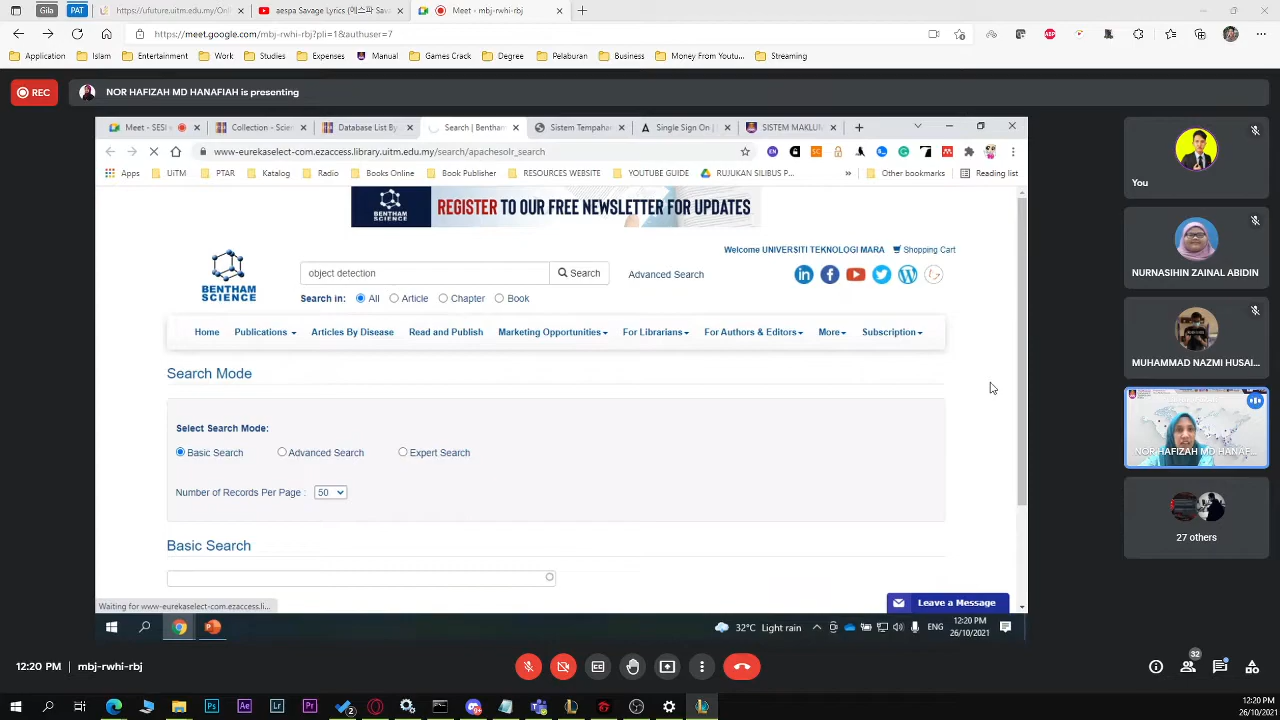 Gila
PAT
https://ufuture.uitm.edu.my/Onl
aespa Savage Lyrics (에스파 Sava
Meet - mbj-rwhi-rbj
https://meet.google.com/mbj-rwhi-rbj?pli=1&authuser=7
Application
Islam
Entertainment
Work
Studies
Expenses
Manual
Games Crack
Degree
Pelaburan
Business
Money From Youtu...
Streaming
REC
NOR HAFIZAH MD HANAFIAH is presenting
Meet - SESI
Collection - Scien
Database List By
Search | Bentham
Sistem Tempahan
Single Sign On |
SISTEM MAKLUM
www-eurekaselect-com.ezaccess.library.uitm.edu.my/search/apachesolr_search
Apps
UiTM
PTAR
Katalog
Radio
Books Online
Book Publisher
RESOURCES WEBSITE
YOUTUBE GUIDE
RUJUKAN SILIBUS P...
»
Other bookmarks
Reading list
BENTHAM SCIENCE
REGISTER TO OUR FREE NEWSLETTER FOR UPDATES
Welcome UNIVERSITI TEKNOLOGI MARA
Shopping Cart
BENTHAM
SCIENCE
object detection
Search
Advanced Search
Search in:
All
Article
Chapter
Book
Home
Publications
Articles By Disease
Read and Publish
Marketing Opportunities
For Librarians
For Authors & Editors
More
Subscription
Search Mode
Select Search Mode:
Basic Search
Advanced Search
Expert Search
Number of Records Per Page :
50
Basic Search
Waiting for www-eurekaselect-com.ezaccess.li...
Leave a Message
32°C Light rain
ENG
12:20 PM
26/10/2021
You
NURNASIHIN ZAINAL ABIDIN
MUHAMMAD NAZMI HUSAI...
NOR HAFIZAH MD HANAF...
27 others
12:20 PM | mbj-rwhi-rbj
32
12:20 PM
26/10/2021